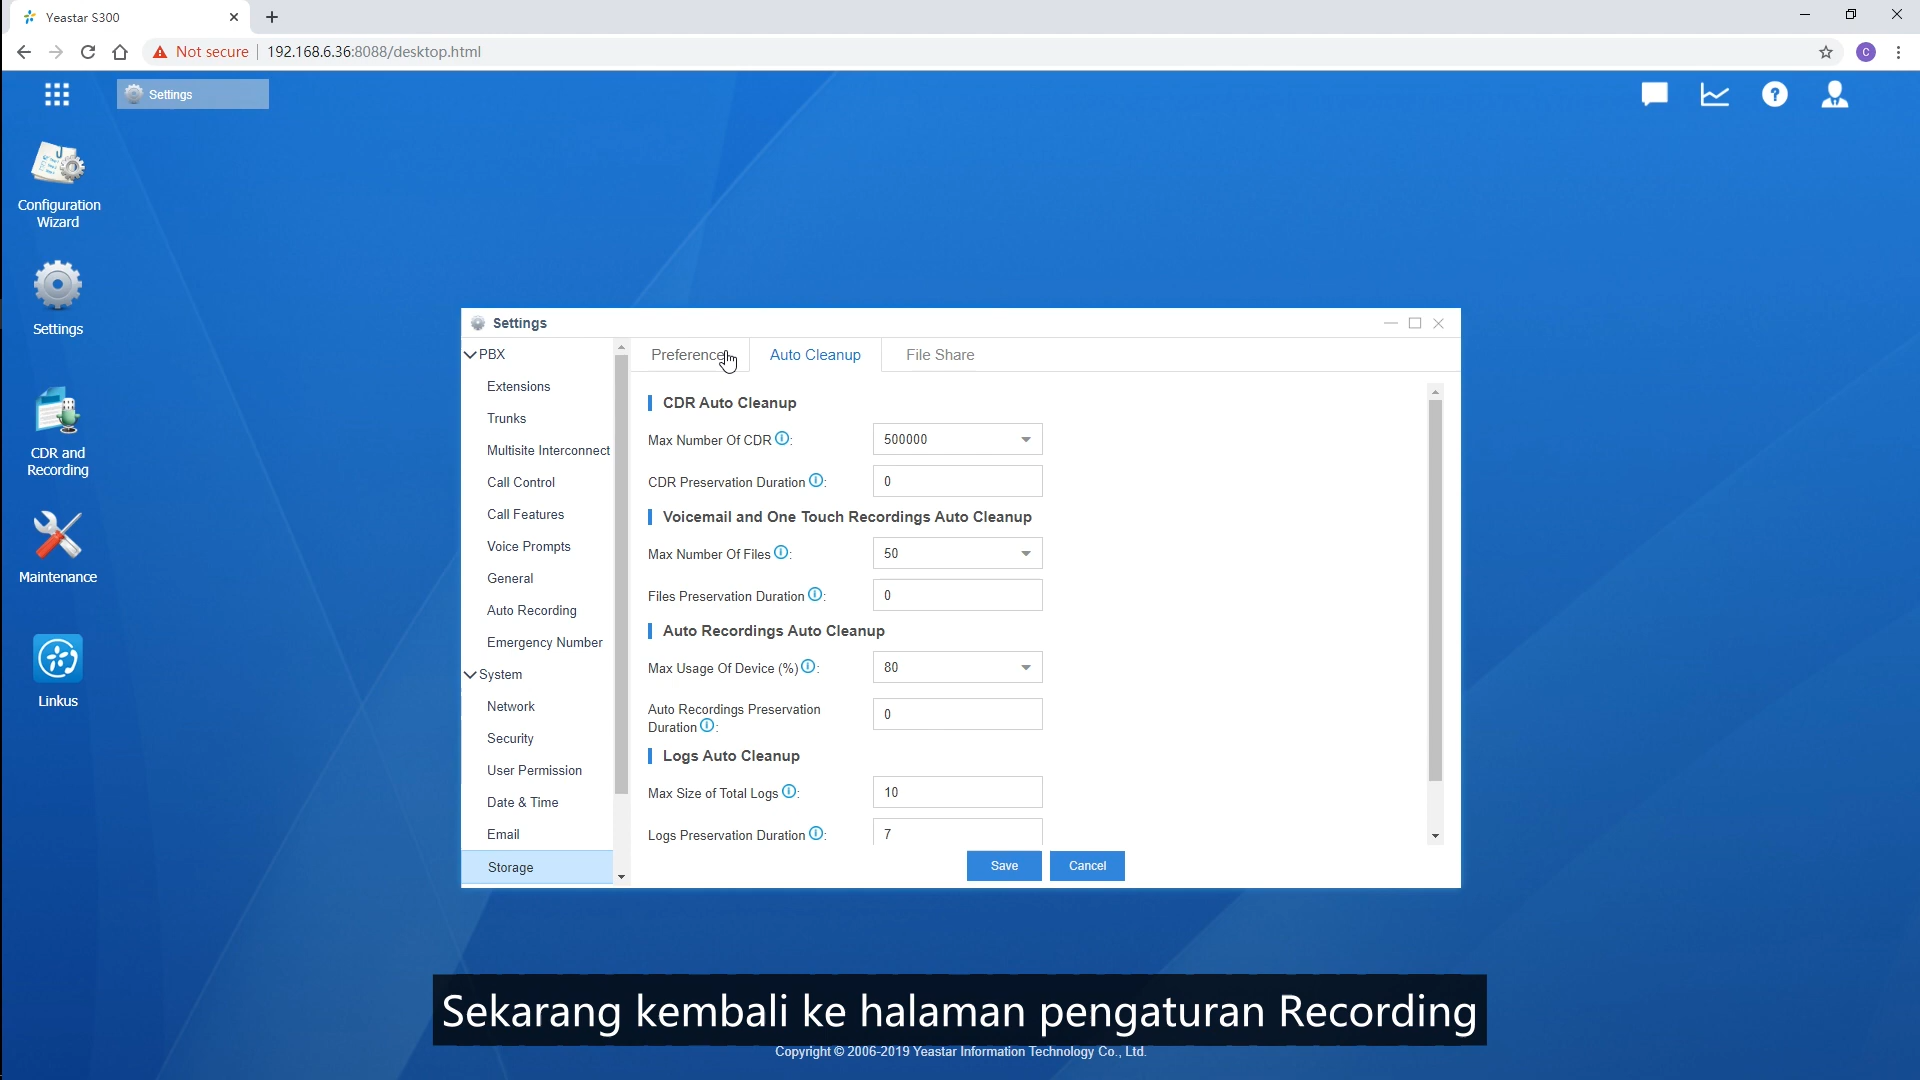 Yeastar S300
Not secure 192.168.6.36:8088/desktop.html
Settings
Configuration
Wizard
Settings
CDR and
Recording
Maintenance
Linkus
Settings
PBX
Extensions
Trunks
Multisite Interconnect
Call Control
Call Features
Voice Prompts
General
Auto Recording
Emergency Number
System
Network
Security
User Permission
Date & Time
Email
Storage
Preference Auto Cleanup File Share
CDR Auto Cleanup
Max Number Of CDR : 500000
CDR Preservation Duration : 0
Voicemail and One Touch Recordings Auto Cleanup
Max Number Of Files : 50
Files Preservation Duration : 0
Auto Recordings Auto Cleanup
Max Usage Of Device (%) : 80
Auto Recordings Preservation
Duration : 0
Logs Auto Cleanup
Max Size of Total Logs : 10
Logs Preservation Duration : 7
Save Cancel
Sekarang kembali ke halaman pengaturan Recording
Copyright © 2006-2019 Yeastar Information Technology Co., Ltd.